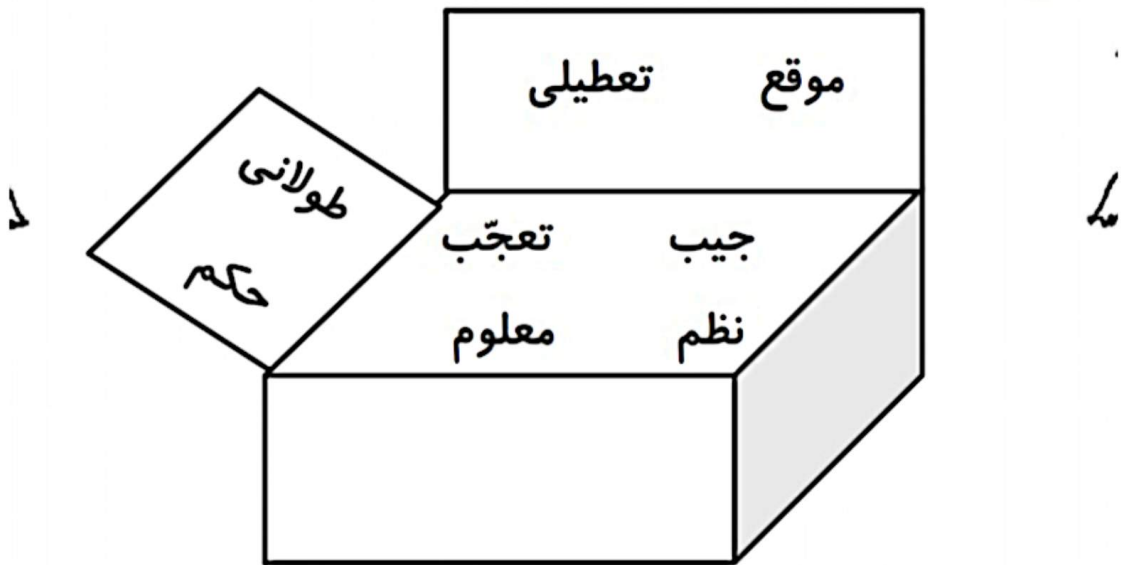 موقع تعطیلی
طولانی
حکم
جیب تعجّب
نظم معلوم